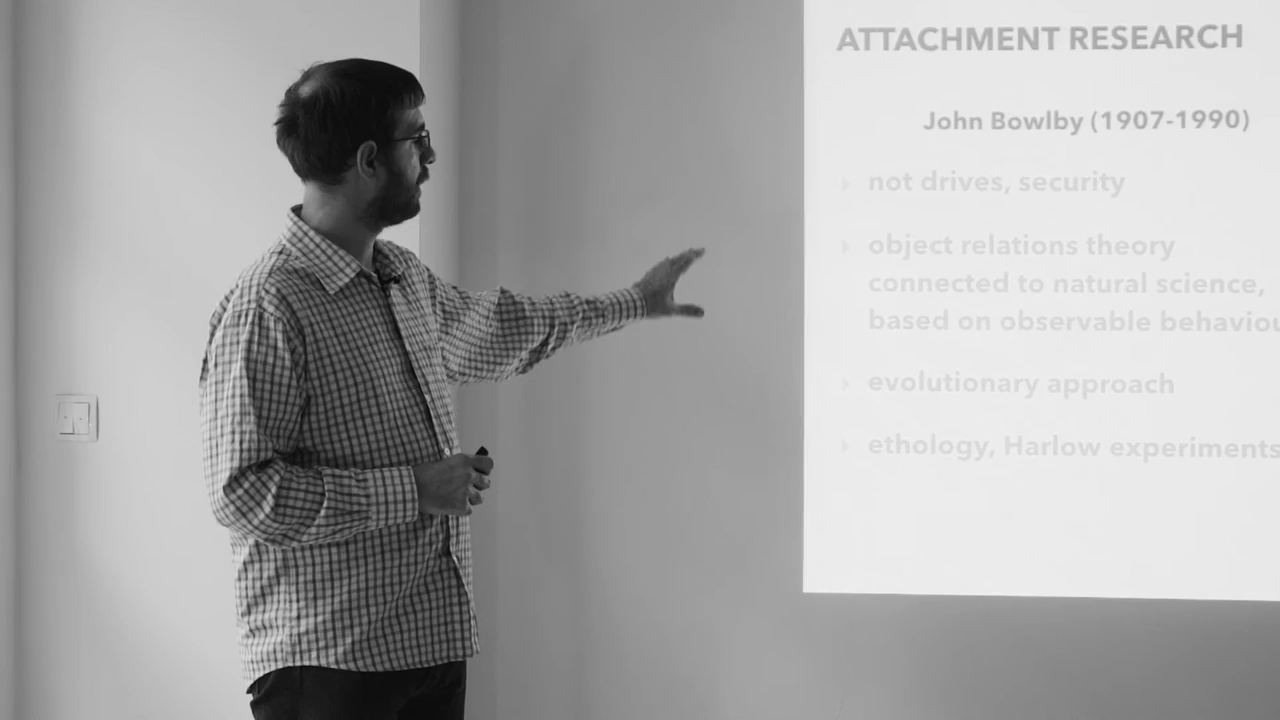 ATTACHMENT RESEARCH
John Bowlby (1907-1990)
not drives, security
object relations theory
connected to natural science,
based on observable behaviou
evolutionary approach
ethology, Harlow experiments